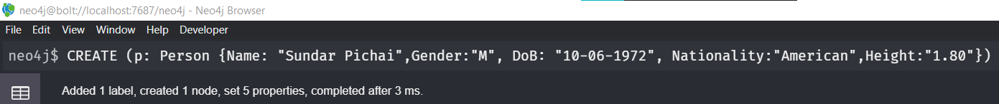 neo4j@bolt://localhost:7687/neo4j - Neo4j Browser
File Edit View Window Help Developer
neo4j$ CREATE (p: Person {Name: "Sundar Pichai",Gender:"M", DoB: "10-06-1972", Nationality:"American",Height:"1.80"})
Added 1 label, created 1 node, set 5 properties, completed after 3 ms.